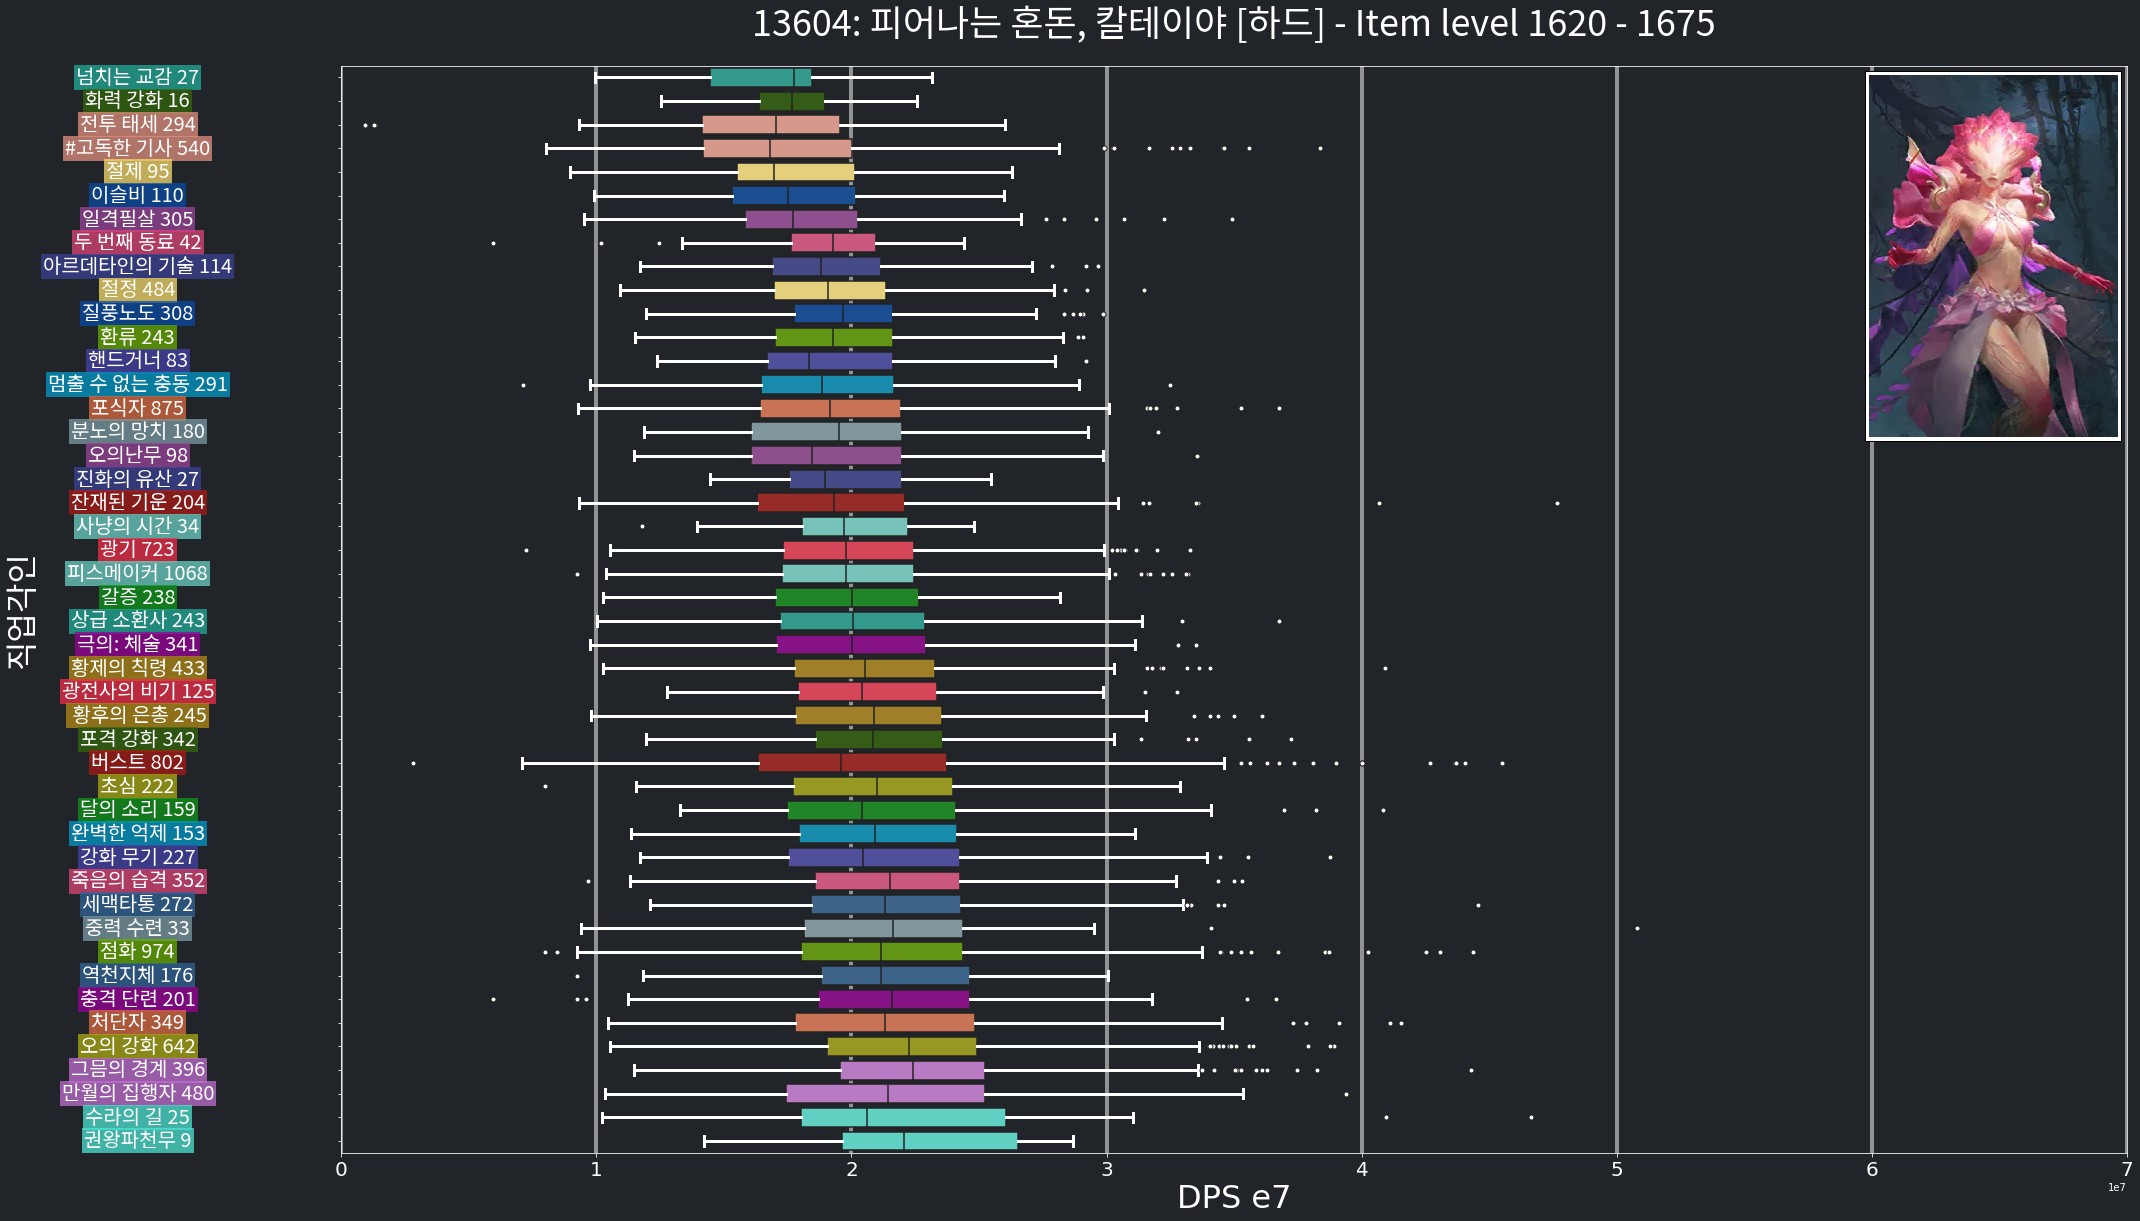 13604: 피어나는 혼돈, 칼테이야 [하드] - Item level 1620 - 1675
직업각인
넘치는 교감 27
화력 강화 16
전투 태세 294
#고독한 기사 540
절제 95
이슬비 110
일격필살 305
두 번째 동료 42
아르데타인의 기술 114
절정 484
질풍노도 308
환류 243
핸드거너 83
멈출 수 없는 충동 291
포식자 875
분노의 망치 180
오의난무 98
진화의 유산 27
잔재된 기운 204
사냥의 시간 34
광기 723
피스메이커 1068
갈증 238
상급 소환사 243
극의: 체술 341
황제의 칙령 433
광전사의 비기 125
황후의 은총 245
포격 강화 342
버스트 802
초심 222
달의 소리 159
완벽한 억제 153
강화 무기 227
죽음의 습격 352
세맥타통 272
중력 수련 33
점화 974
역천지체 176
충격 단련 201
처단자 349
오의 강화 642
그믐의 경계 396
만월의 집행자 480
수라의 길 25
권왕파천무 9
0 1 2 3 4 5 6 7
1e7
DPS e7